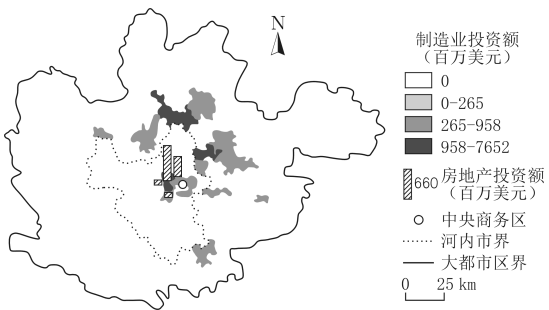 N
制造业投资额
(百万美元)
0
0-265
265-958
958-7652
660 房地产投资额
(百万美元)
中央商务区
河内市界
大都市区界
0 25 km